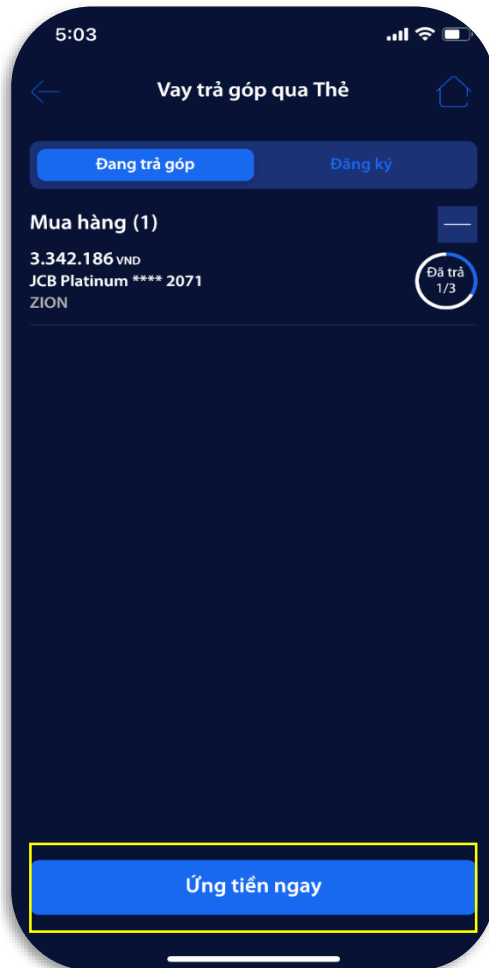 5:03
Vay trả góp qua Thẻ
Đang trả góp
Đăng ký
Mua hàng (1)
3.342.186 VND
JCB Platinum **** 2071
ZION
Đã trả
1/3
Ứng tiền ngay